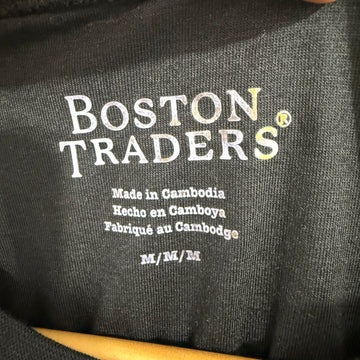 BOSTON
TRADERS®
Made in Cambodia
Hecho en Camboya
Fabriqué au Cambodge
M/M/M